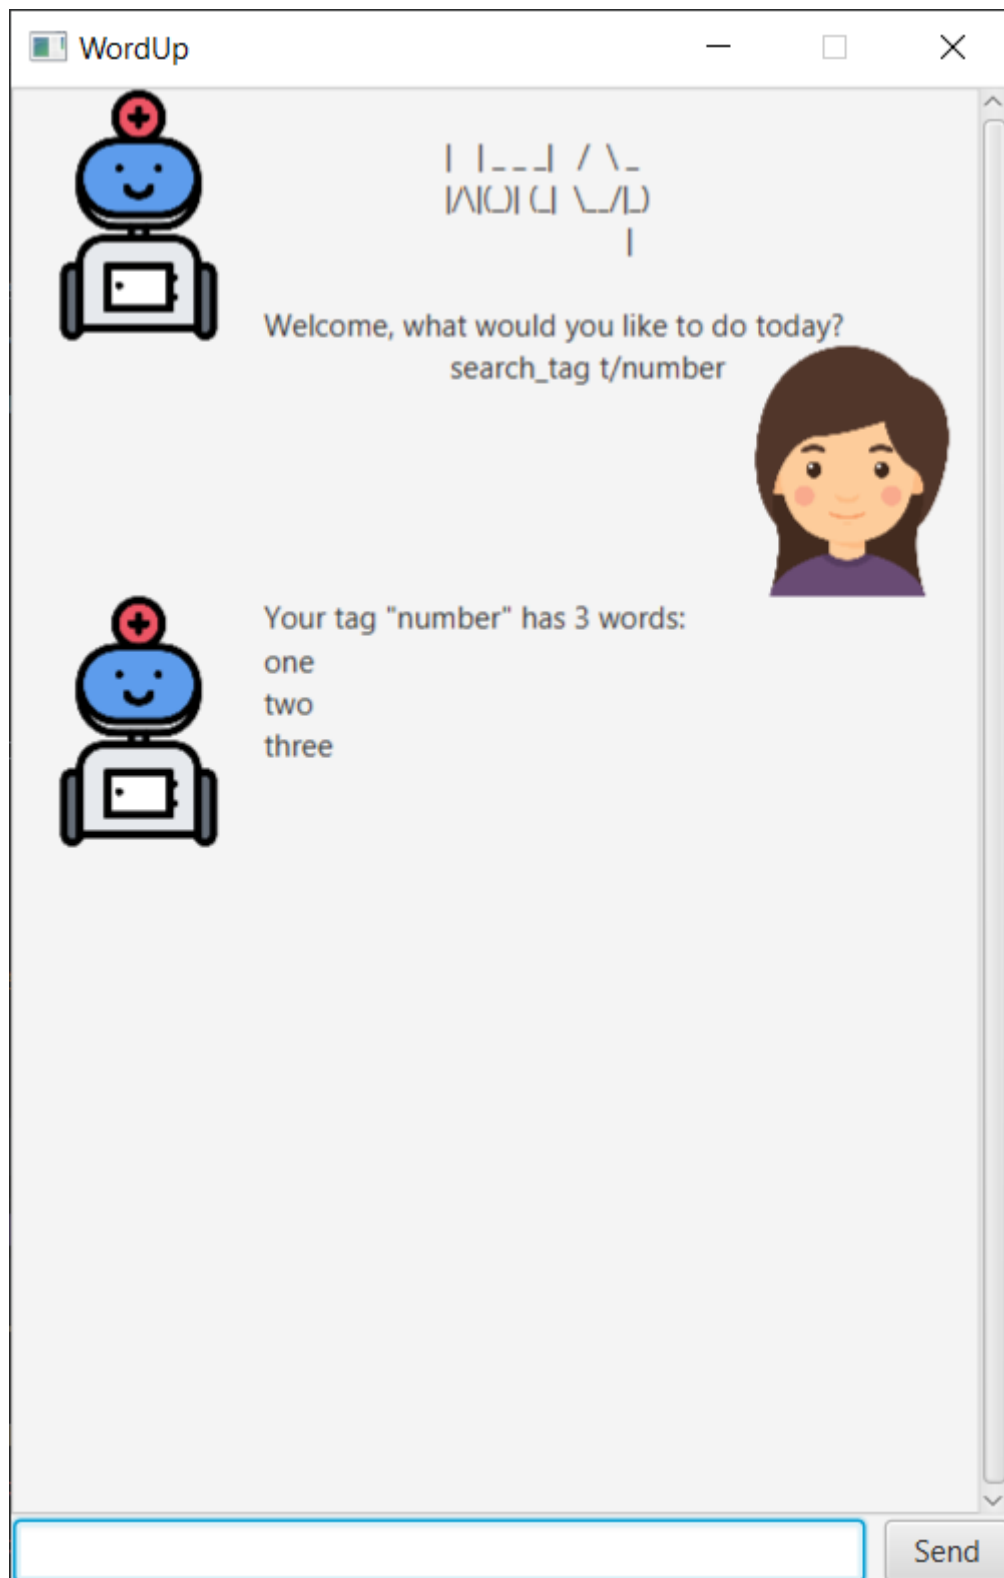 WordUp
|   | _ _ _|   /  \ _
|/\|(_)| (_|  \__/|_)
                  |
Welcome, what would you like to do today?
search_tag t/number
Your tag "number" has 3 words:
one
two
three
Send